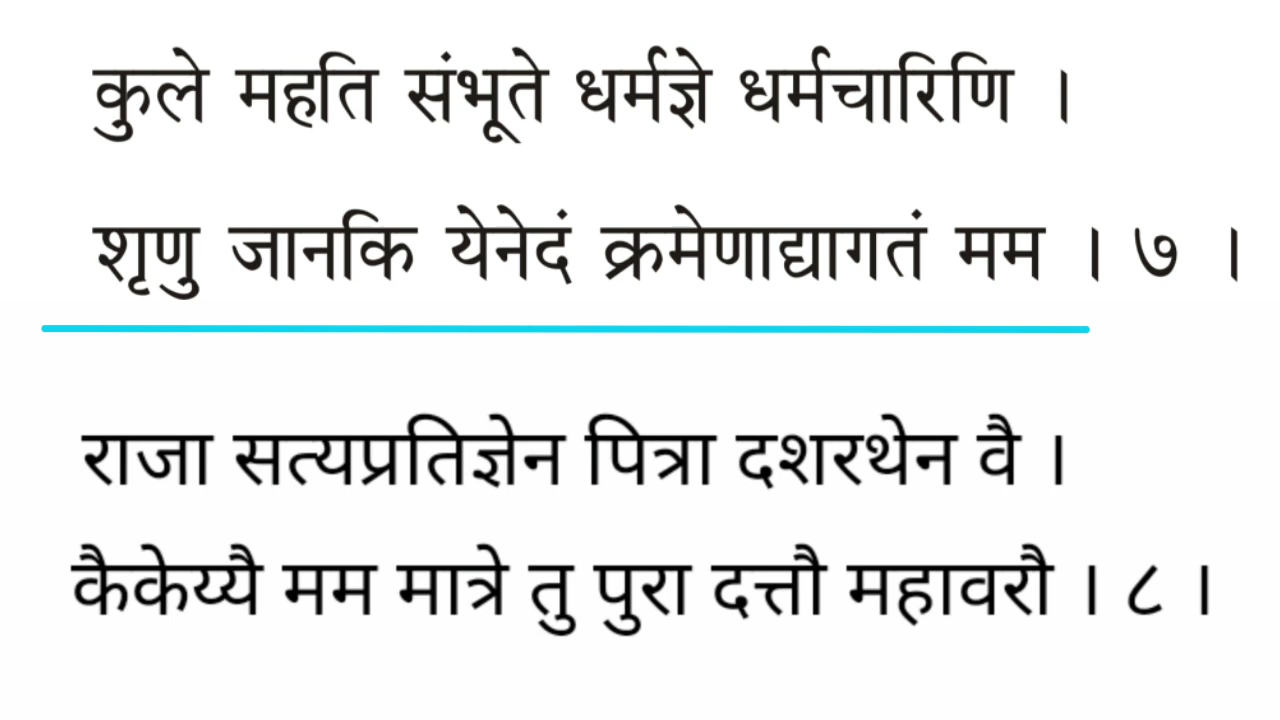 कुले महति संभूते धर्मज्ञे धर्मचारिणि ।
शृणु जानकि येनेदं क्रमेणाद्यागतं मम । ७ ।
राजा सत्यप्रतिज्ञेन पित्रा दशरथेन वै ।
कैकेय्यै मम मात्रे तु पुरा दत्तौ महावरौ । ८ ।